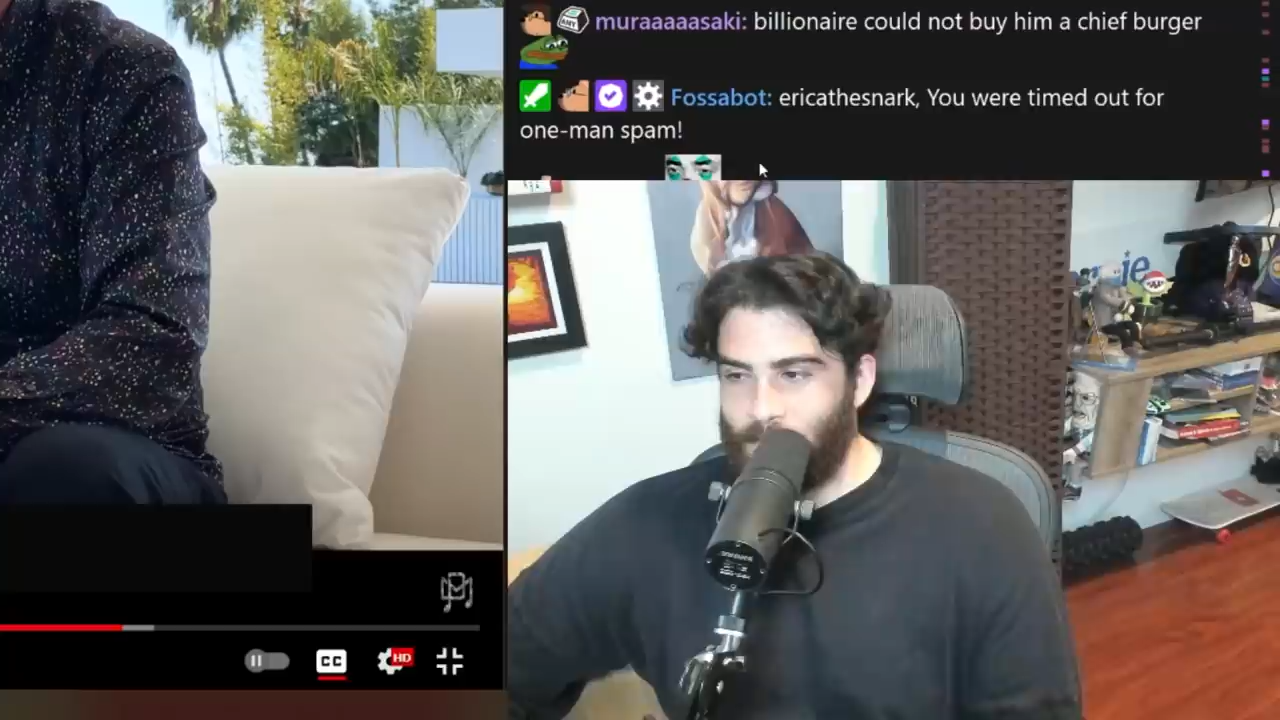 muraaaaasaki: billionaire could not buy him a chief burger
Fossabot: ericathesnark, You were timed out for
one-man spam!
CC
HD